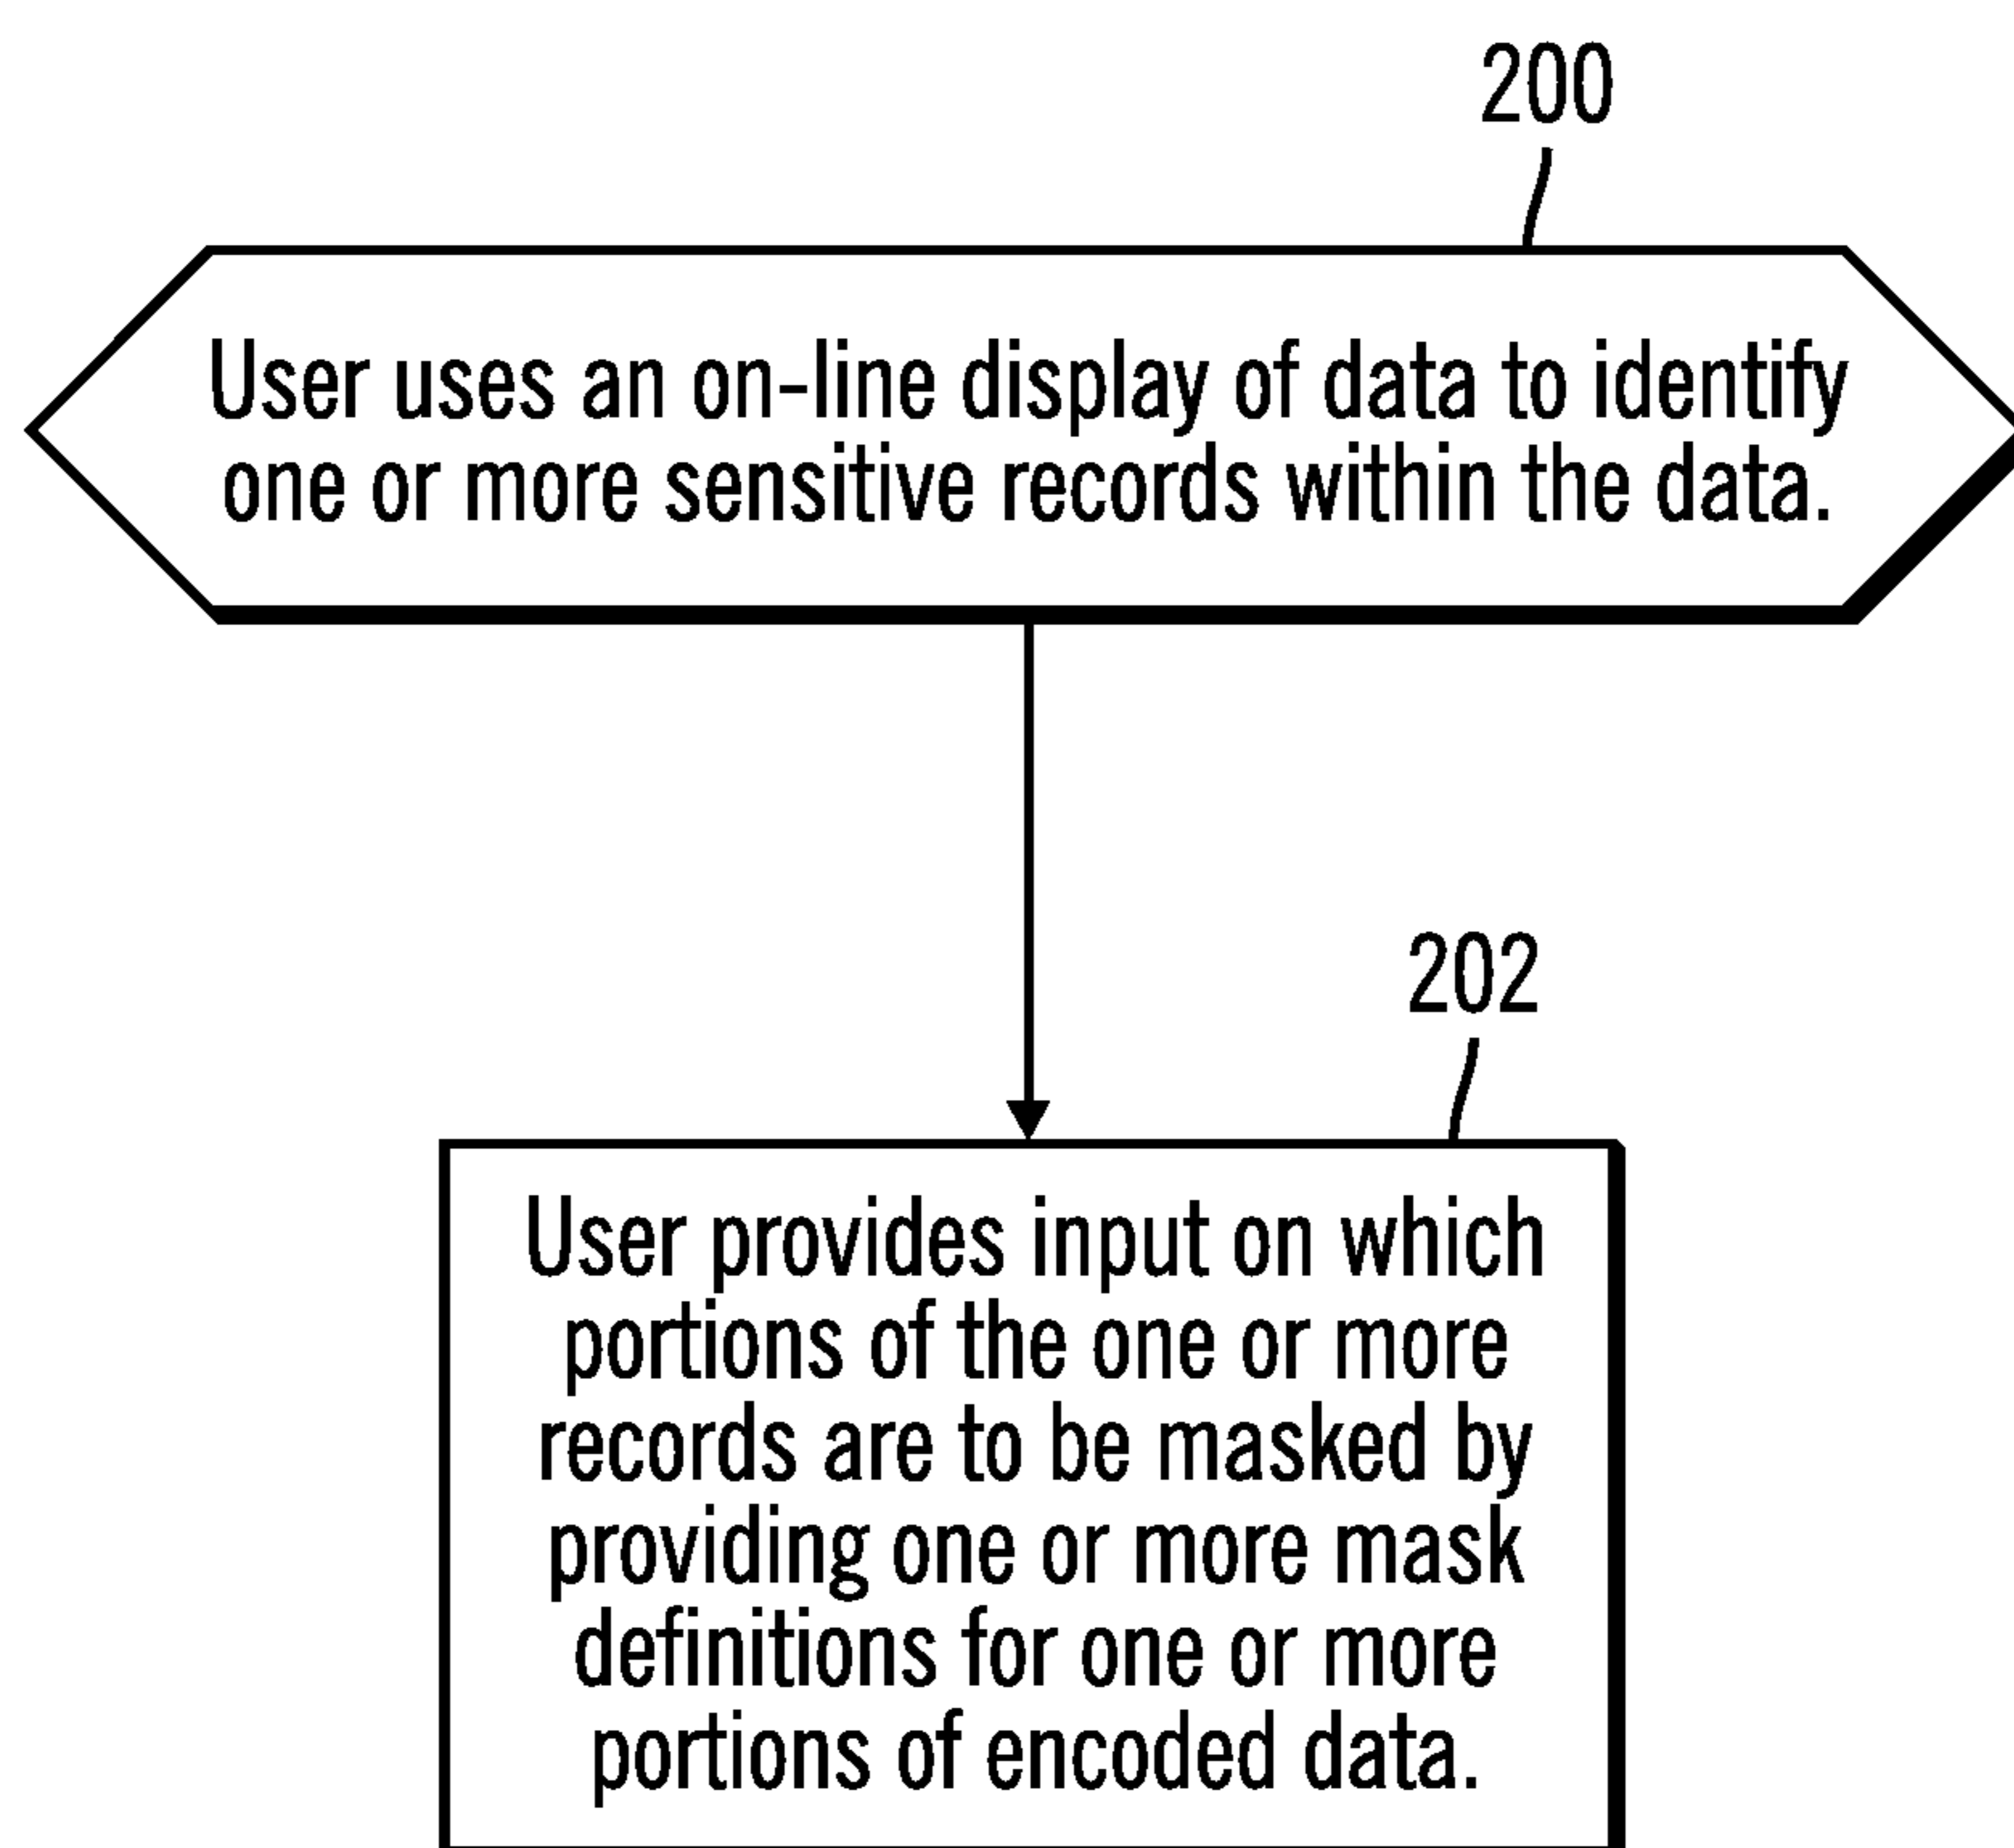 200
User uses an on-line display of data to identify
one or more sensitive records within the data.
202
User provides input on which
portions of the one or more
records are to be masked by
providing one or more mask
definitions for one or more
portions of encoded data.